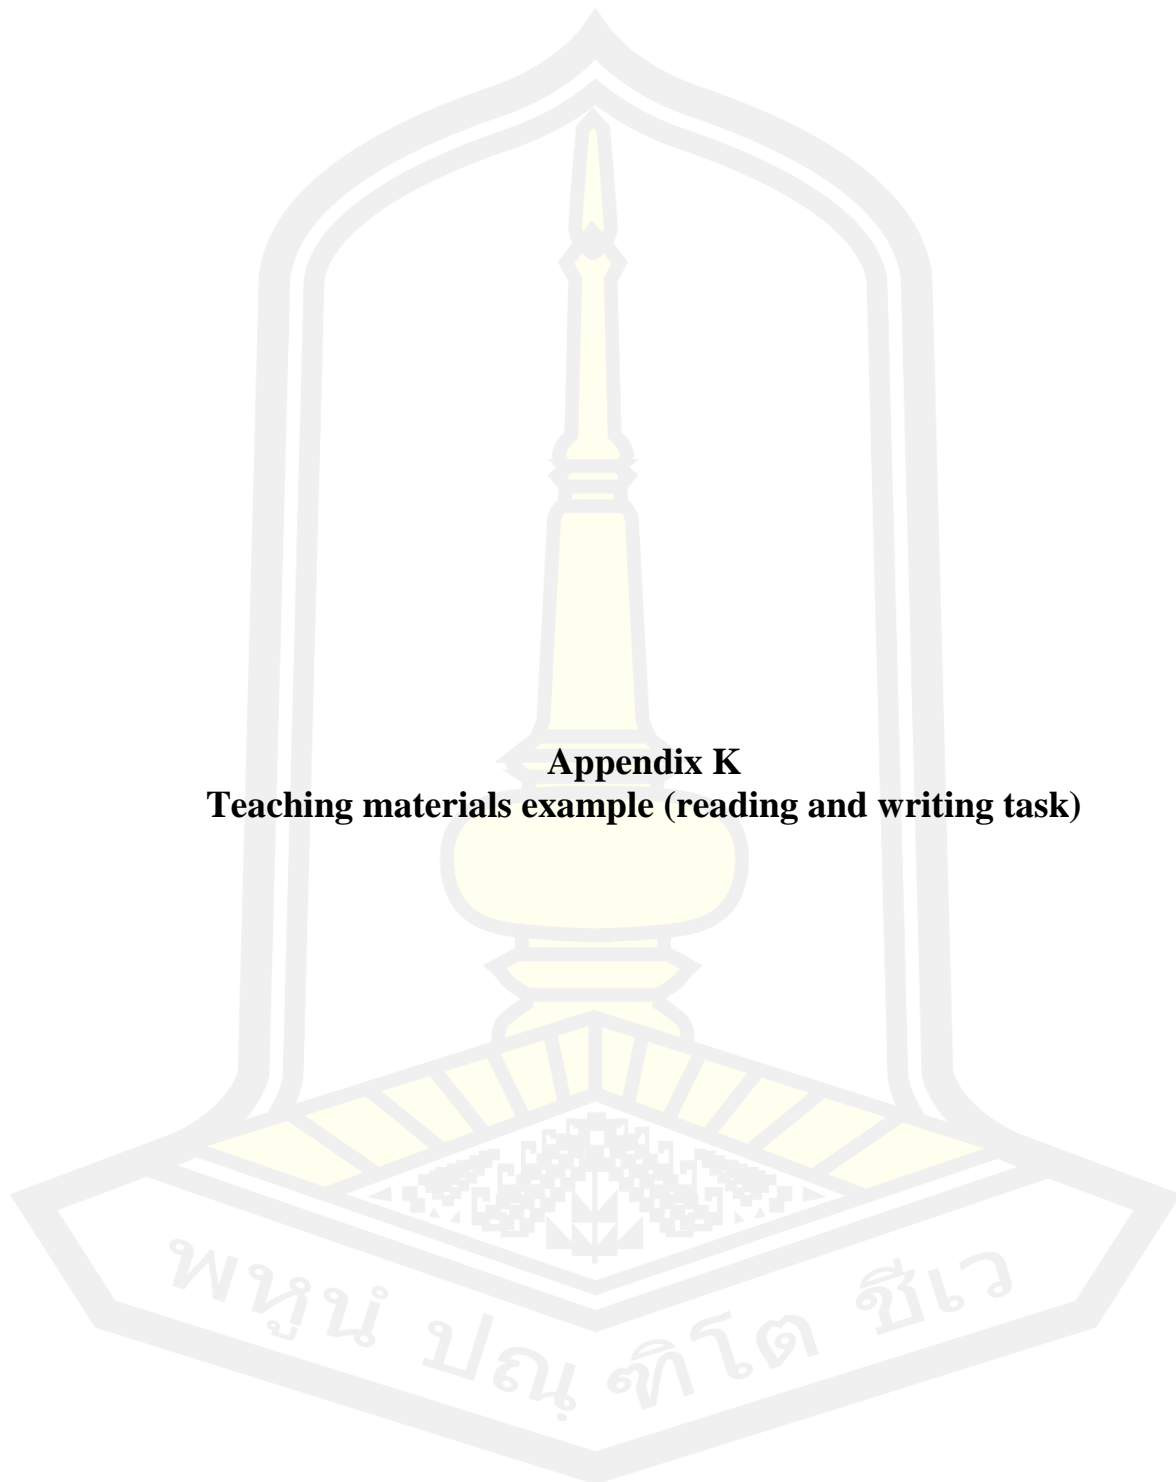 Appendix K
Teaching materials example (reading and writing task)
พหูนํ ปณฺฑิโต ชีเว